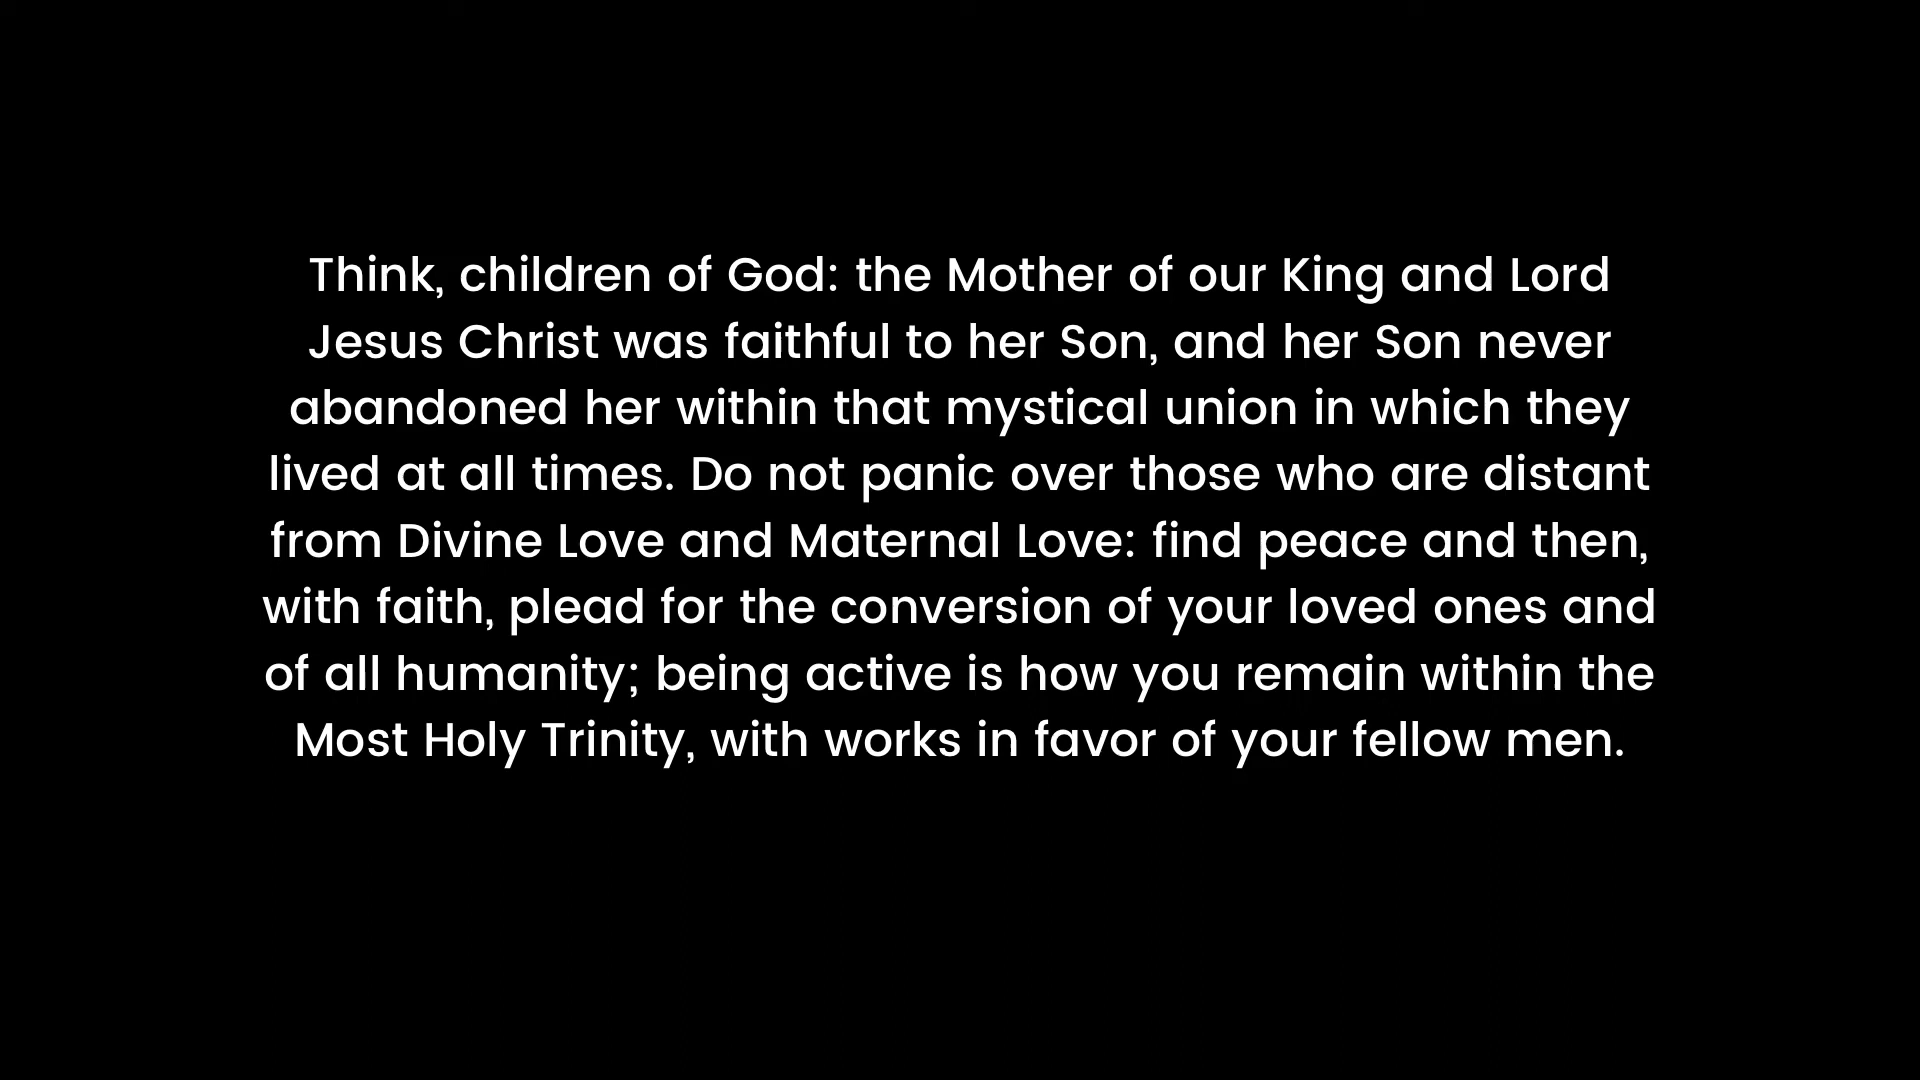 Think, children of God: the Mother of our King and Lord
Jesus Christ was faithful to her Son, and her Son never
abandoned her within that mystical union in which they
lived at all times. Do not panic over those who are distant
from Divine Love and Maternal Love: find peace and then,
with faith, plead for the conversion of your loved ones and
of all humanity; being active is how you remain within the
Most Holy Trinity, with works in favor of your fellow men.